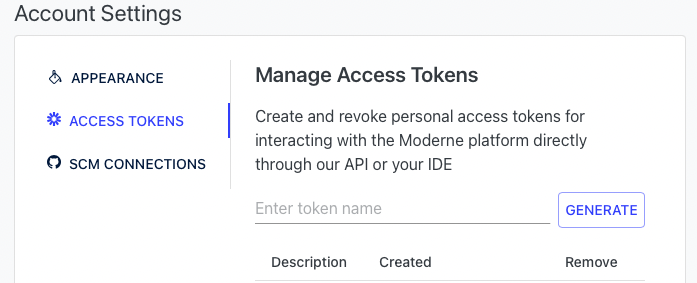 Account Settings
APPEARANCE
ACCESS TOKENS
SCM CONNECTIONS
Manage Access Tokens
Create and revoke personal access tokens for
interacting with the Moderne platform directly
through our API or your IDE
Enter token name
GENERATE
Description Created Remove